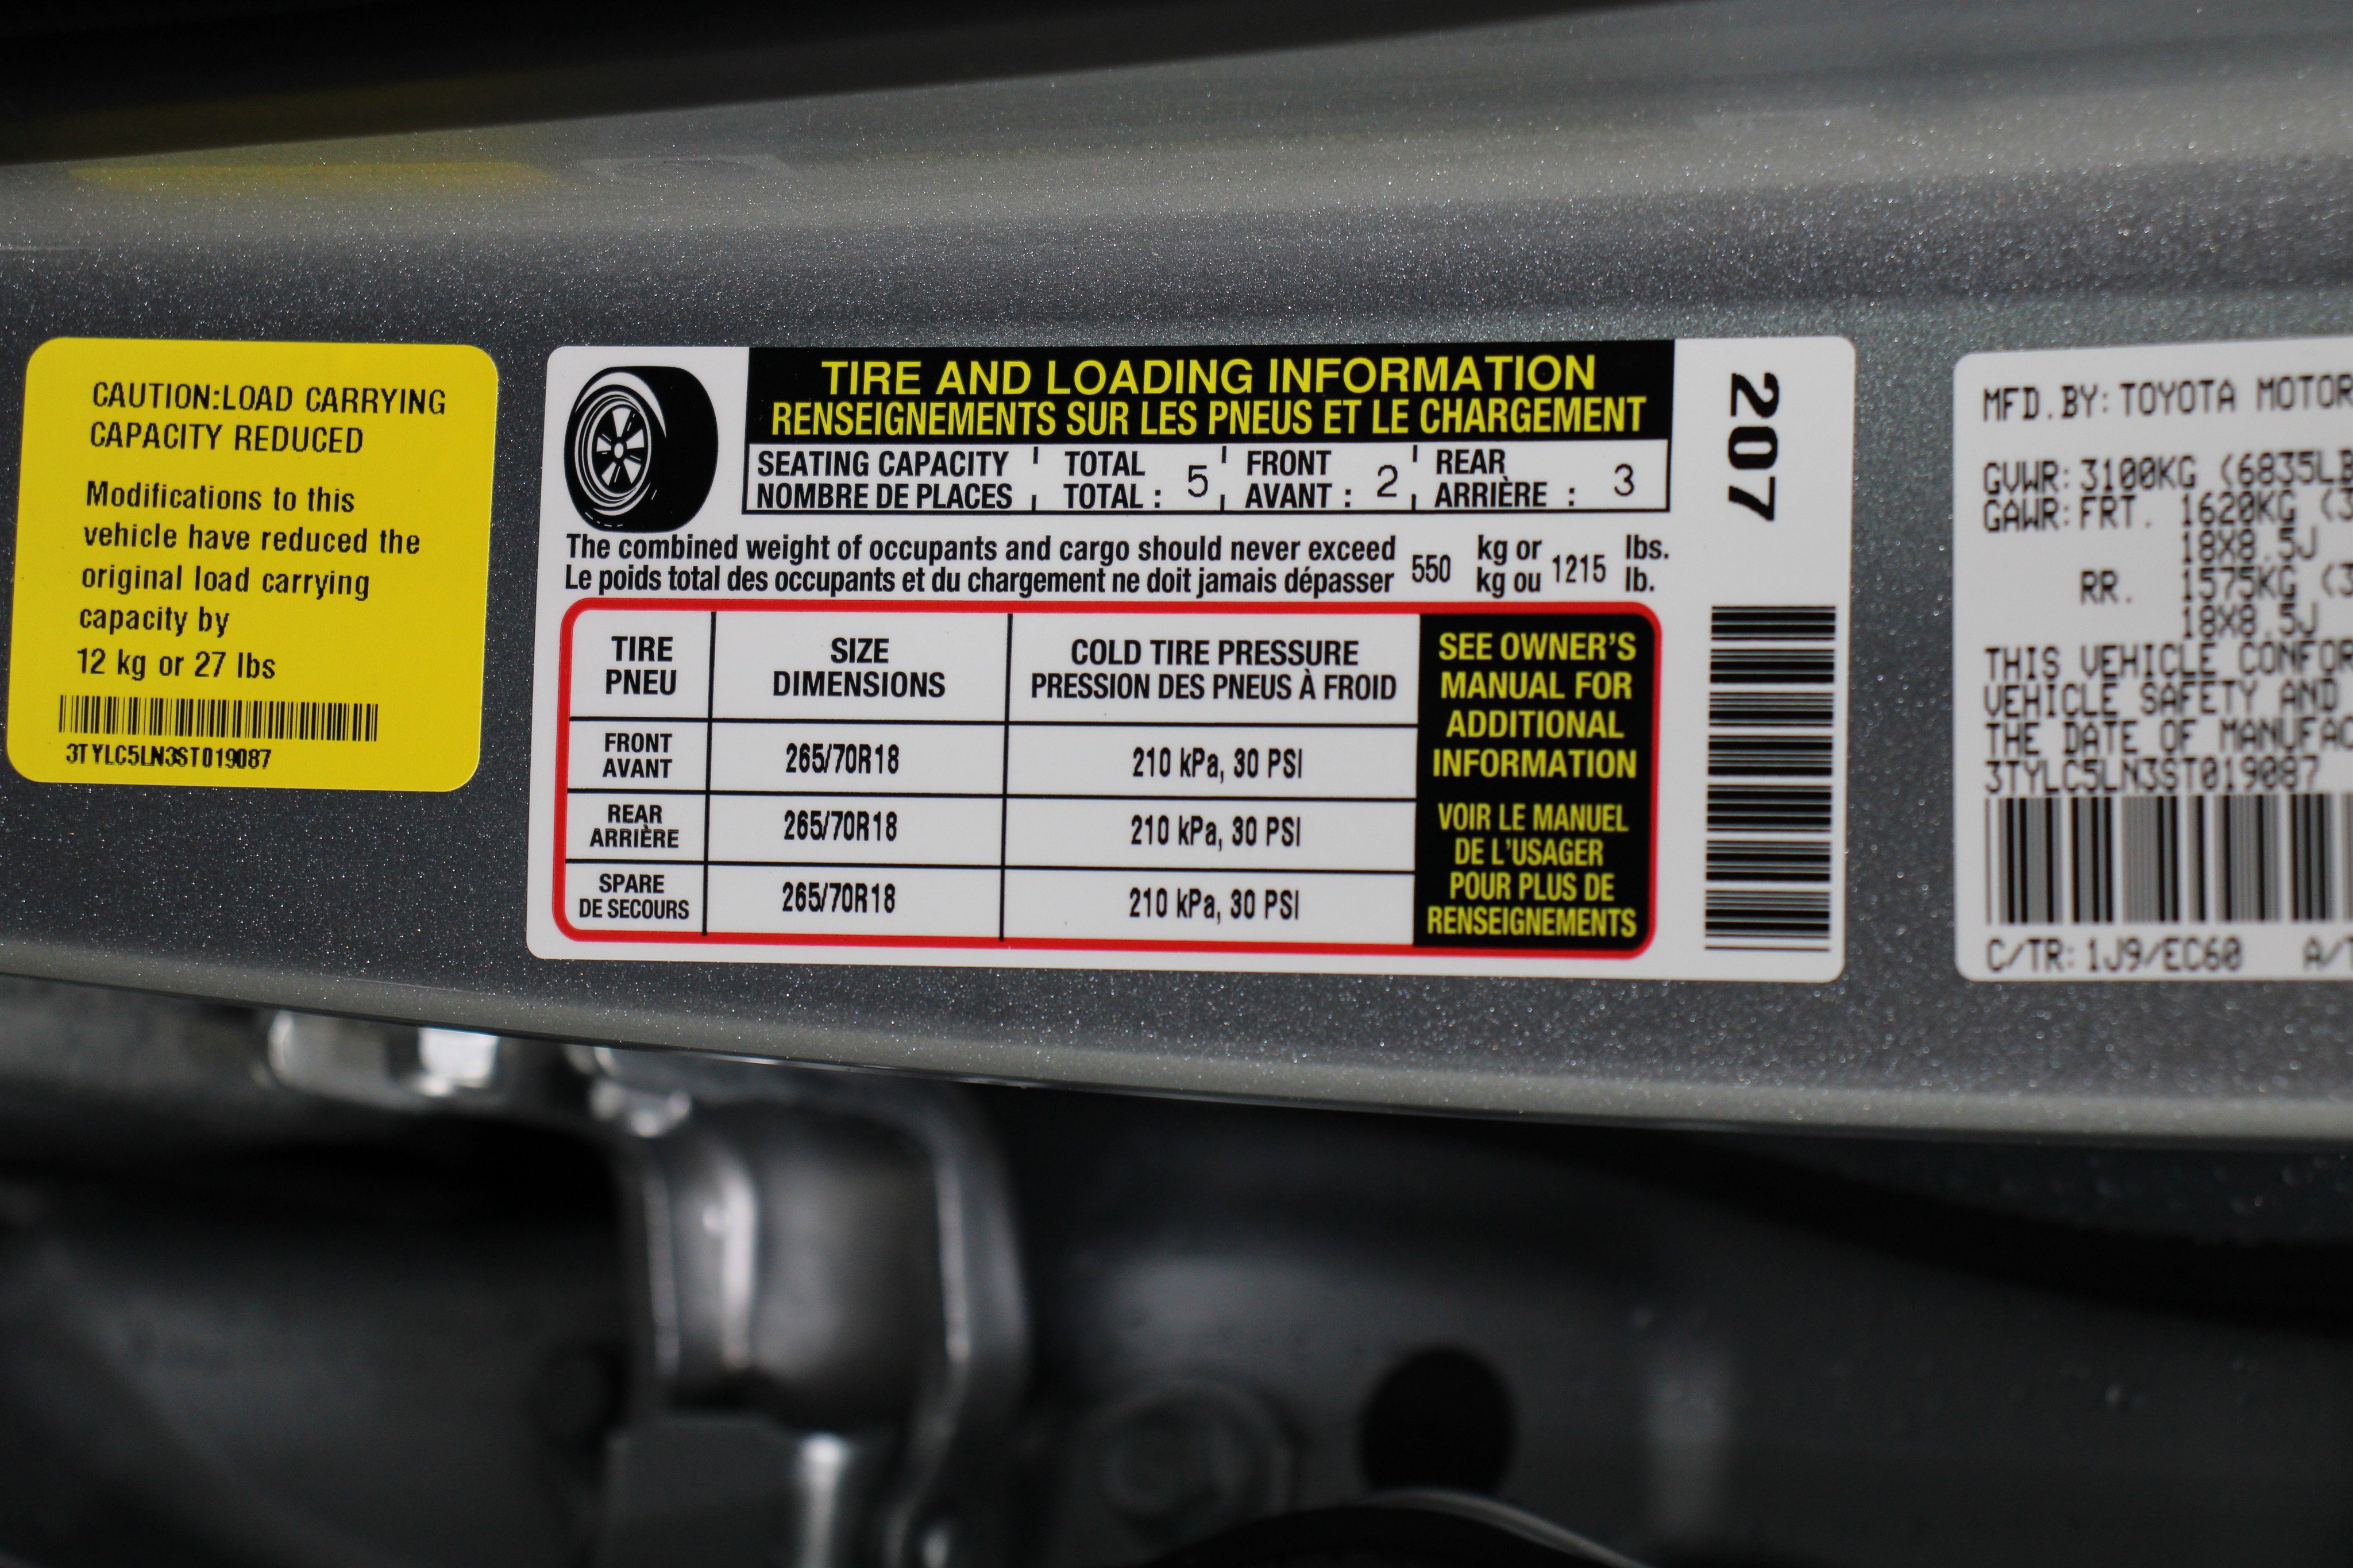 CAUTION:LOAD CARRYING
CAPACITY REDUCED
Modifications to this
vehicle have reduced the
original load carrying
capacity by
12 kg or 27 lbs
3TYLC5LN3ST019087
TIRE AND LOADING INFORMATION
RENSEIGNEMENTS SUR LES PNEUS ET LE CHARGEMENT
SEATING CAPACITY TOTAL FRONT REAR
NOMBRE DE PLACES TOTAL : 5 AVANT : 2 ARRIÈRE : 3
The combined weight of occupants and cargo should never exceed 550 kg or 1215 lbs.
Le poids total des occupants et du chargement ne doit jamais dépasser kg ou lb.
TIRE SIZE COLD TIRE PRESSURE
PNEU DIMENSIONS PRESSION DES PNEUS À FROID
FRONT
AVANT 265/70R18 210 kPa, 30 PSI
REAR
ARRIÈRE 265/70R18 210 kPa, 30 PSI
SPARE
DE SECOURS 265/70R18 210 kPa, 30 PSI
SEE OWNER'S
MANUAL FOR
ADDITIONAL
INFORMATION
VOIR LE MANUEL
DE L'USAGER
POUR PLUS DE
RENSEIGNEMENTS
207
MFD.BY:TOYOTA MOTOR
GVWR:3100KG (6835LB
GAWR:FRT. 1620KG (3
18X8.5J
RR. 1575KG (3
18X8.5J
THIS VEHICLE CONFOR
VEHICLE SAFETY AND
THE DATE OF MANUFAC
3TYLC5LN3ST019087
C/TR:1J9/EC60 A/T